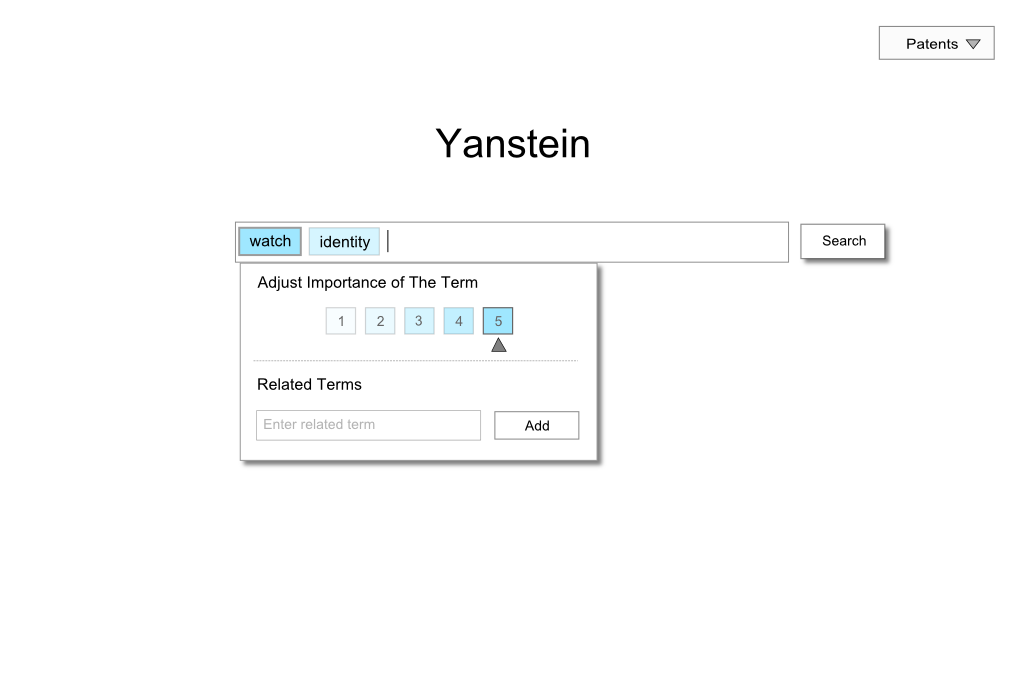 Patents
Yanstein
watch identity
Search
Adjust Importance of The Term
1 2 3 4 5
Related Terms
Enter related term
Add